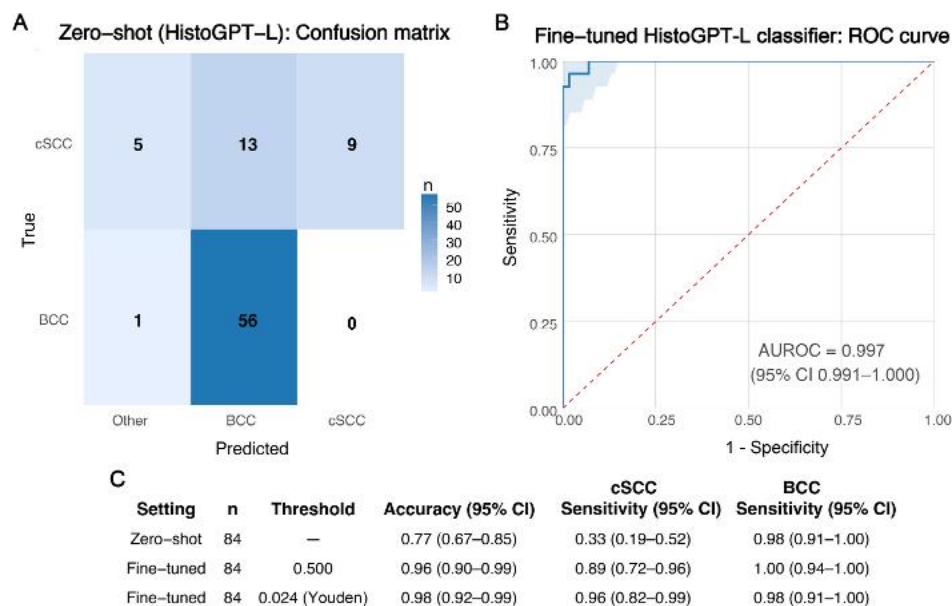 A
Zero-shot (HistoGPT-L): Confusion matrix
True
cSCC
5 13 9
BCC
1 56 0
Other BCC cSCC
Predicted
n
50
40
30
20
10
B
Fine-tuned HistoGPT-L classifier: ROC curve
Sensitivity
1.00
0.75
0.50
0.25
0.00
AUROC = 0.997
(95% CI 0.991–1.000)
0.00 0.25 0.50 0.75 1.00
1 - Specificity
C
cSCC BCC
Setting n Threshold Accuracy (95% CI) Sensitivity (95% CI) Sensitivity (95% CI)
Zero-shot 84 — 0.77 (0.67–0.85) 0.33 (0.19–0.52) 0.98 (0.91–1.00)
Fine-tuned 84 0.500 0.96 (0.90–0.99) 0.89 (0.72–0.96) 1.00 (0.94–1.00)
Fine-tuned 84 0.024 (Youden) 0.98 (0.92–0.99) 0.96 (0.82–0.99) 0.98 (0.91–1.00)